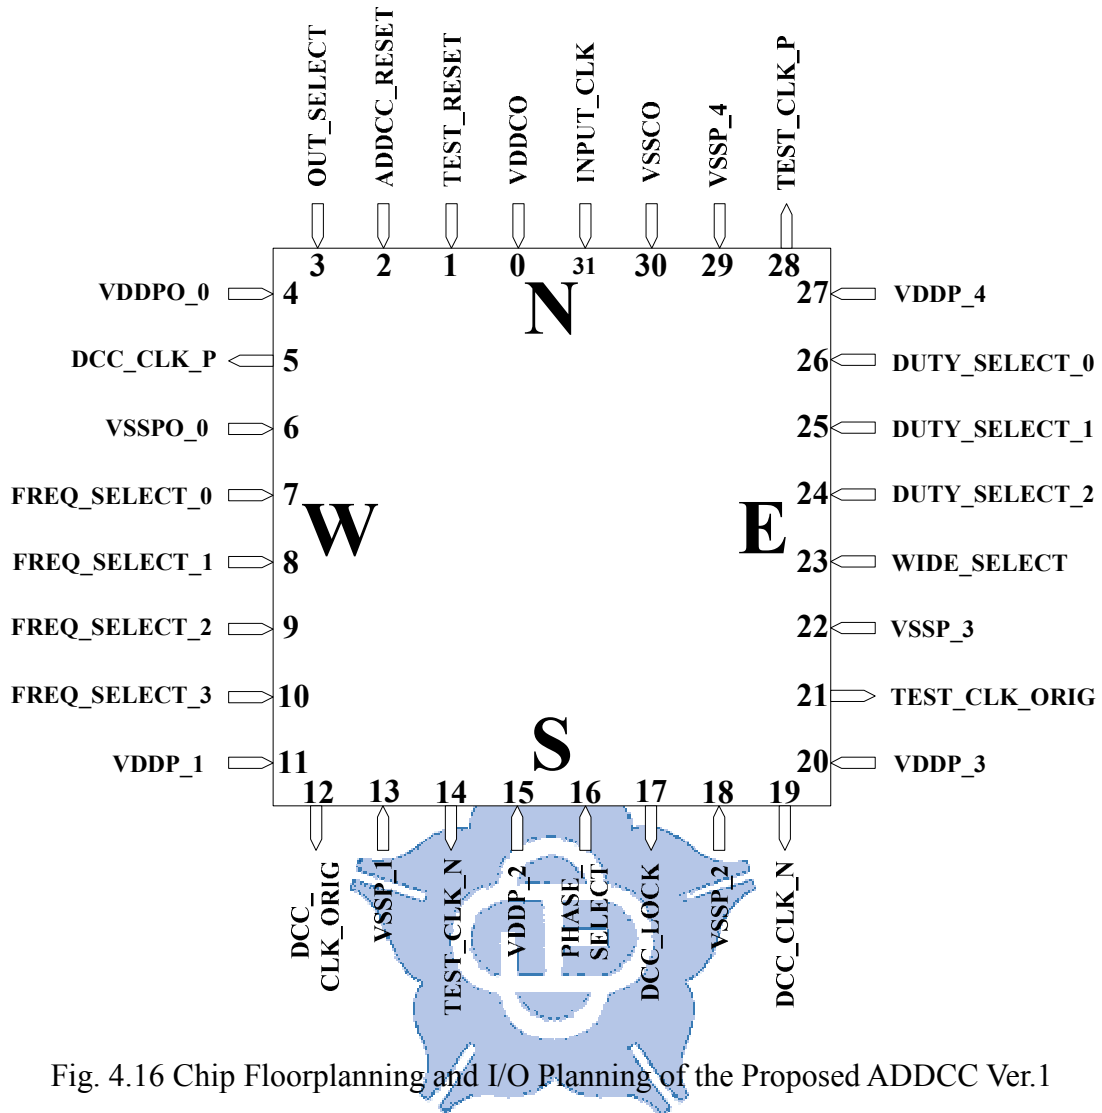 OUT_SELECT
ADDCC_RESET
TEST_RESET
VDDCO
INPUT_CLK
VSSCO
VSSP_4
TEST_CLK_P
3 2 1 0 31 30 29 28
N
VDDPO_0 4
DCC_CLK_P 5
VSSPO_0 6
FREQ_SELECT_0 7
FREQ_SELECT_1 8
FREQ_SELECT_2 9
FREQ_SELECT_3 10
VDDP_1 11
W
E
27 VDDP_4
26 DUTY_SELECT_0
25 DUTY_SELECT_1
24 DUTY_SELECT_2
23 WIDE_SELECT
22 VSSP_3
21 TEST_CLK_ORIG
20 VDDP_3
S
12 13 14 15 16 17 18 19
DCC_
CLK_ORIG
VSSP_1
TEST_CLK_N
VDDP_2
PHASE_
SELECT
DCC_LOCK
VSSP_2
DCC_CLK_N
Fig. 4.16 Chip Floorplanning and I/O Planning of the Proposed ADDCC Ver.1